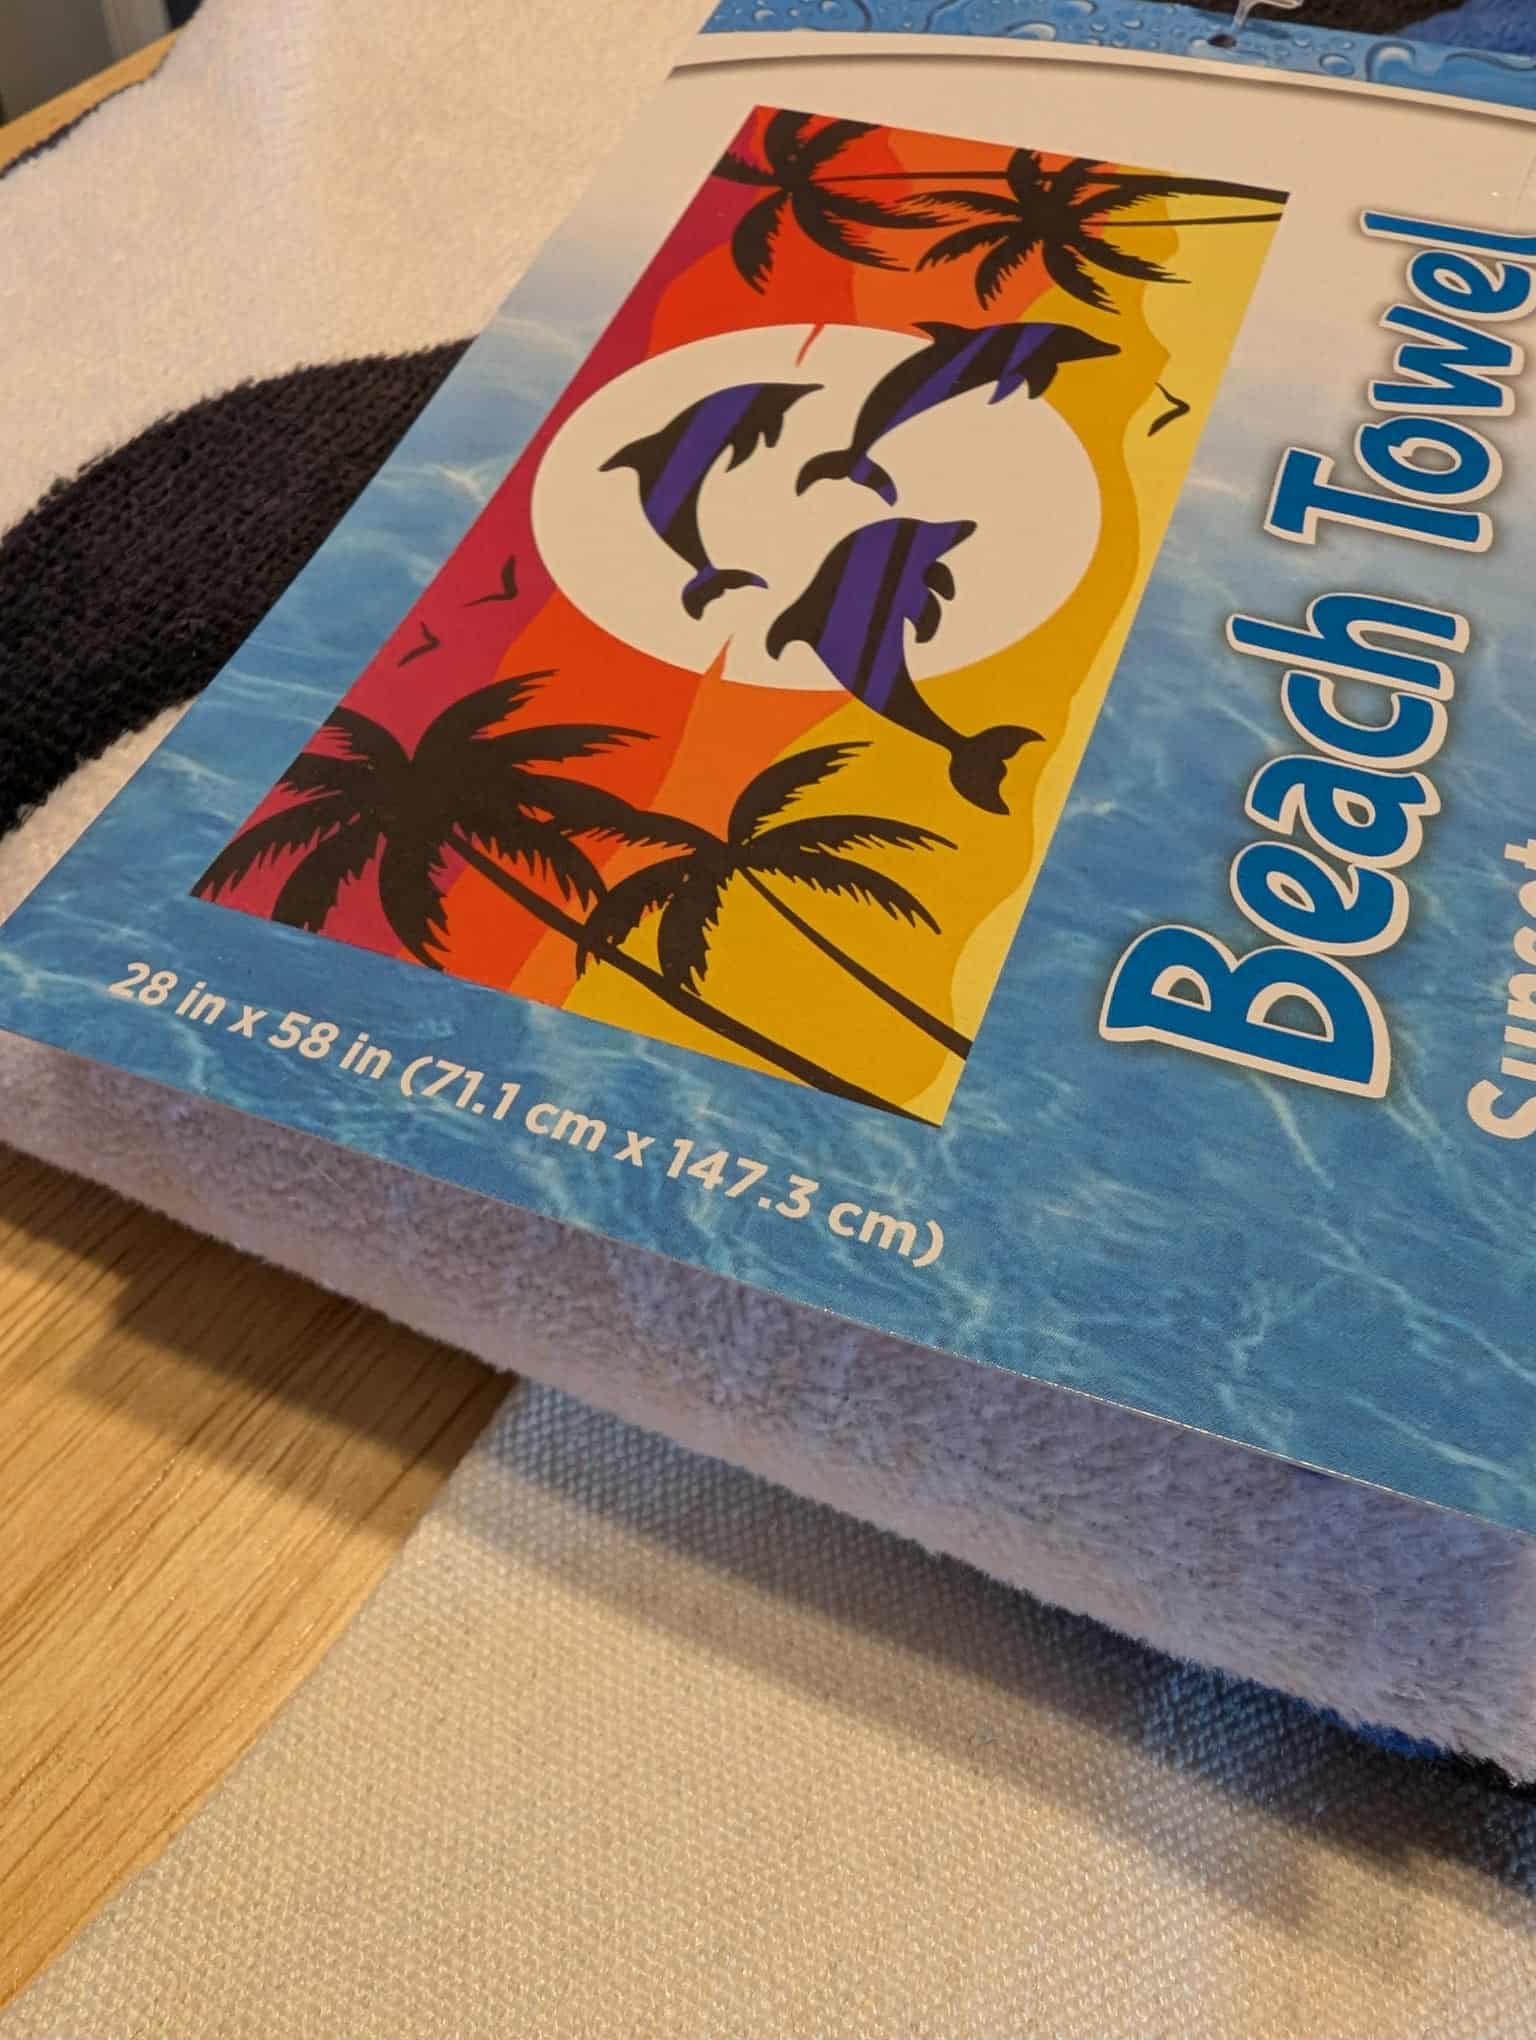 Beach Towel
28 in x 58 in (71.1 cm x 147.3 cm)